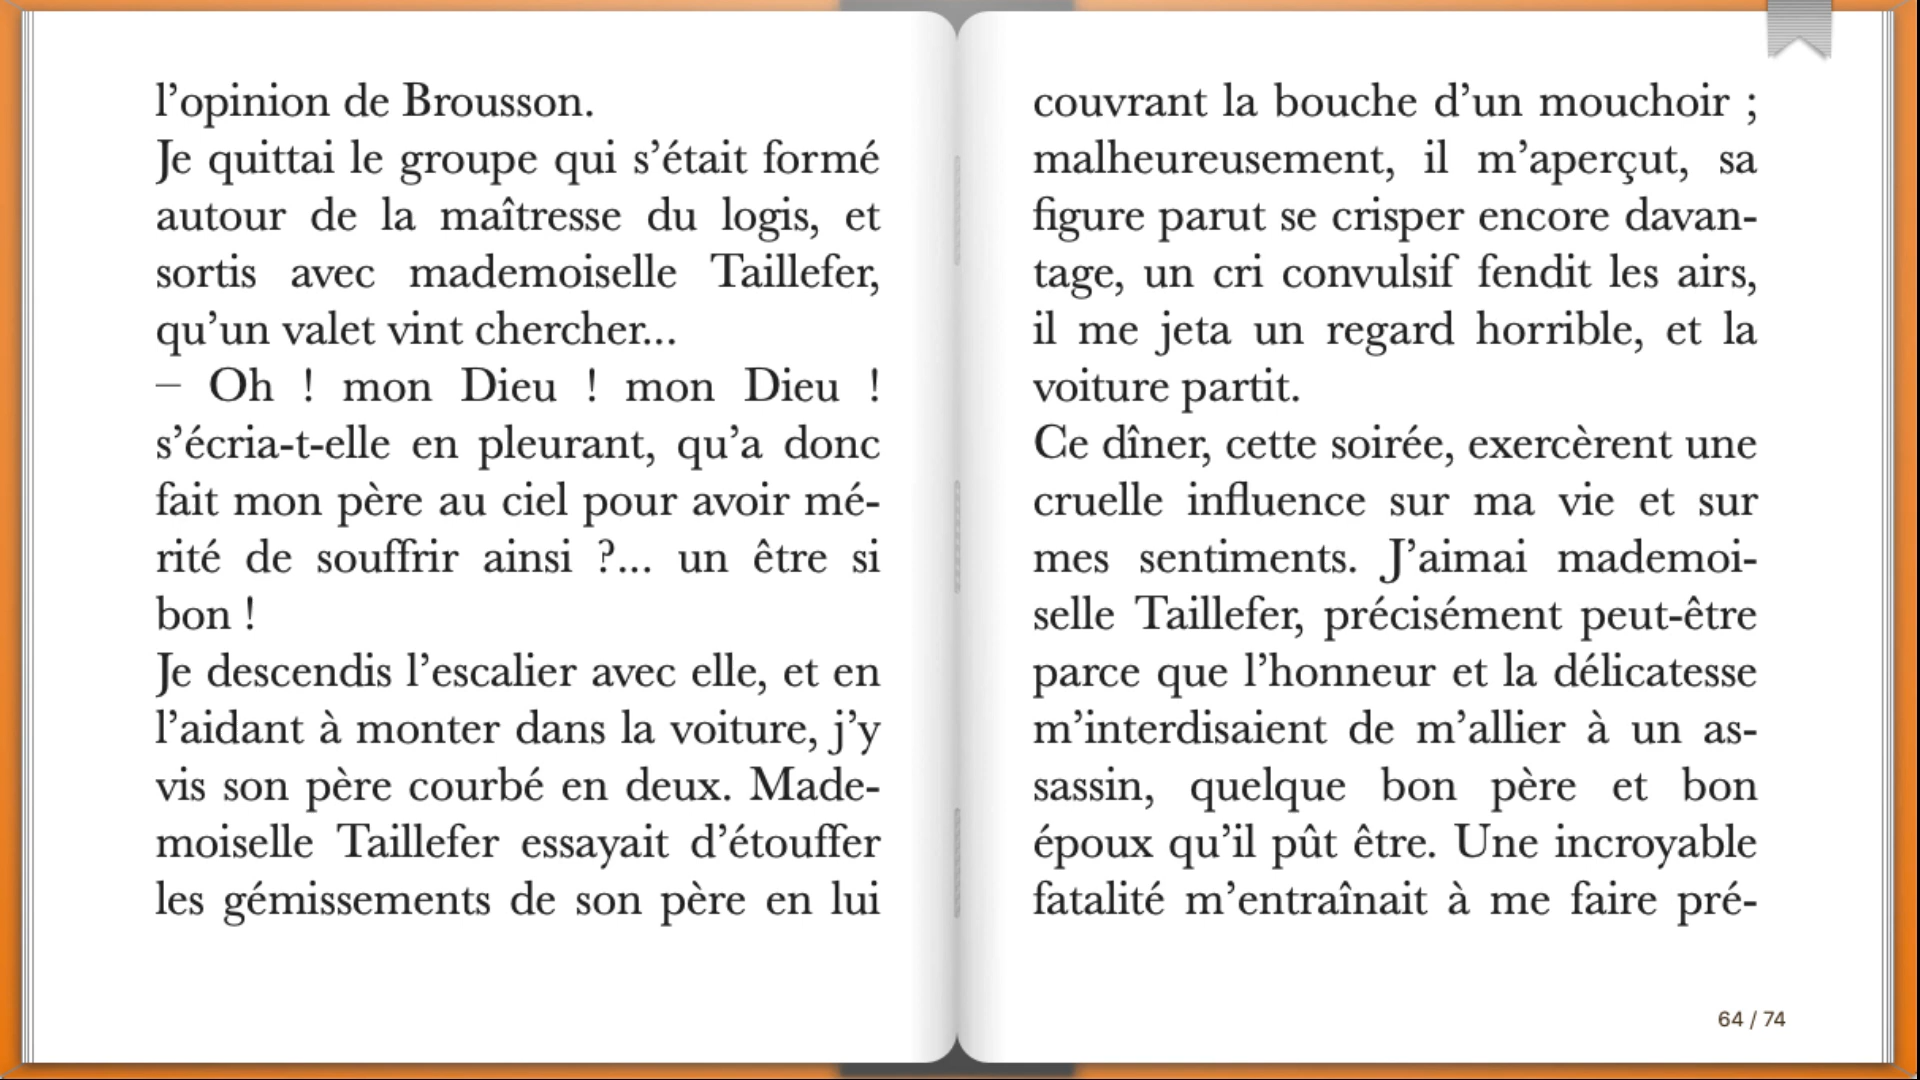 l’opinion de Brousson.
Je quittai le groupe qui s’était formé
autour de la maîtresse du logis, et
sortis avec mademoiselle Taillefer,
qu’un valet vint chercher...
– Oh ! mon Dieu ! mon Dieu !
s’écria-t-elle en pleurant, qu’a donc
fait mon père au ciel pour avoir mé-
rité de souffrir ainsi ?... un être si
bon !
Je descendis l’escalier avec elle, et en
l’aidant à monter dans la voiture, j’y
vis son père courbé en deux. Made-
moiselle Taillefer essayait d’étouffer
les gémissements de son père en lui
couvrant la bouche d’un mouchoir ;
malheureusement, il m’aperçut, sa
figure parut se crisper encore davan-
tage, un cri convulsif fendit les airs,
il me jeta un regard horrible, et la
voiture partit.
Ce dîner, cette soirée, exercèrent une
cruelle influence sur ma vie et sur
mes sentiments. J’aimai mademoi-
selle Taillefer, précisément peut-être
parce que l’honneur et la délicatesse
m’interdisaient de m’allier à un as-
sassin, quelque bon père et bon
époux qu’il pût être. Une incroyable
fatalité m’entraînait à me faire pré-
64 / 74